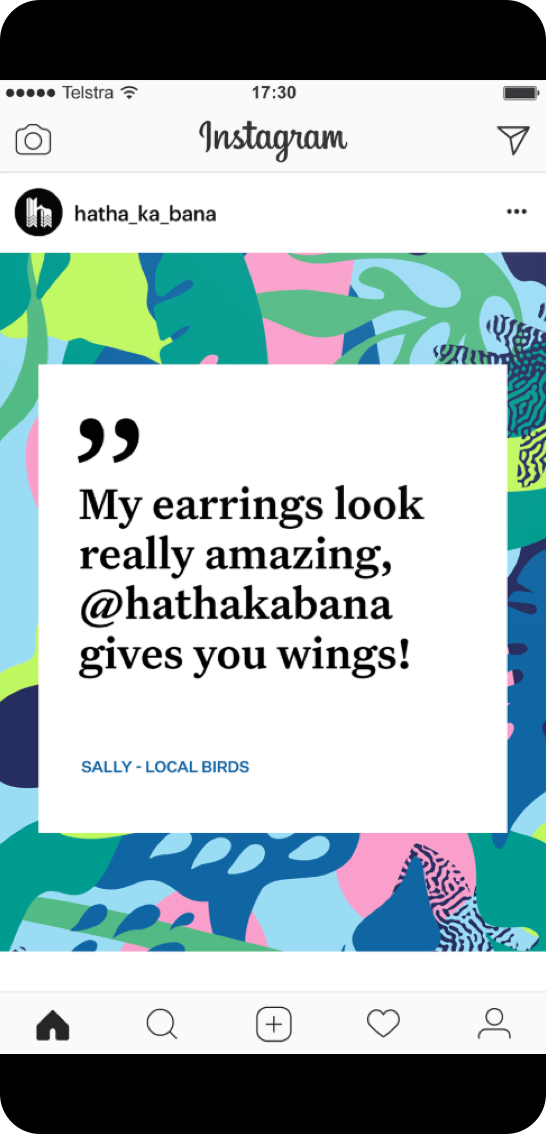 Telstra 17:30
Instagram
hatha_ka_bana
”
My earrings look
really amazing,
@hathakabana
gives you wings!
SALLY - LOCAL BIRDS